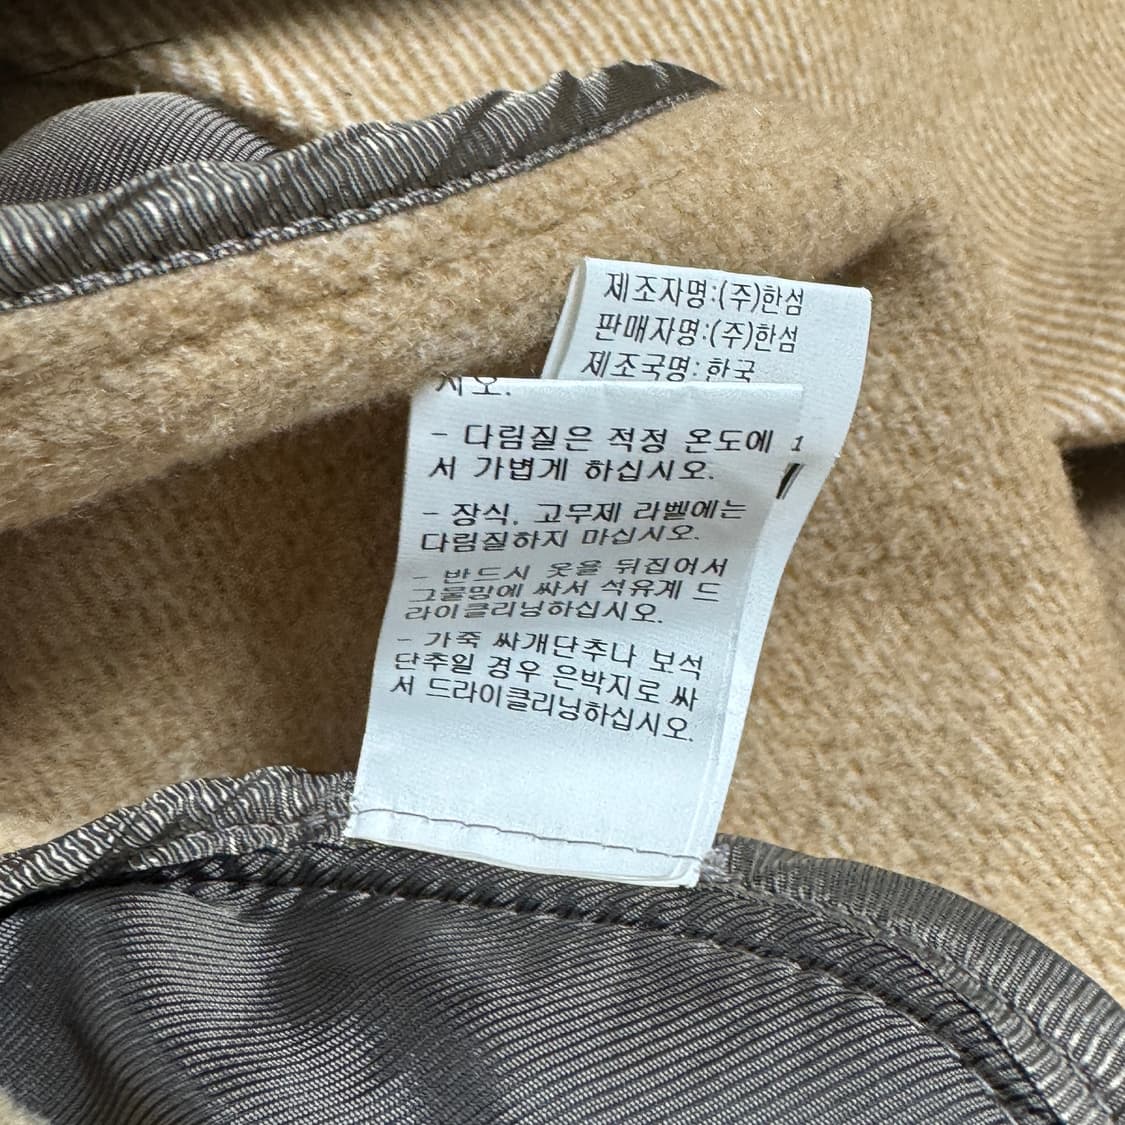 제조자명:(주)한섬
판매자명:(주)한섬
제조국명:한국
시오.
- 다림질은 적정 온도에
서 가볍게 하십시오.
- 장식, 고무제 라벨에는
다림질하지 마십시오.
- 반드시 옷을 뒤집어서
그물망에 싸서 석유계 드
라이클리닝하십시오.
- 가죽 싸개단추나 보석
단추일 경우 은박지로 싸
서 드라이클리닝하십시오.
1